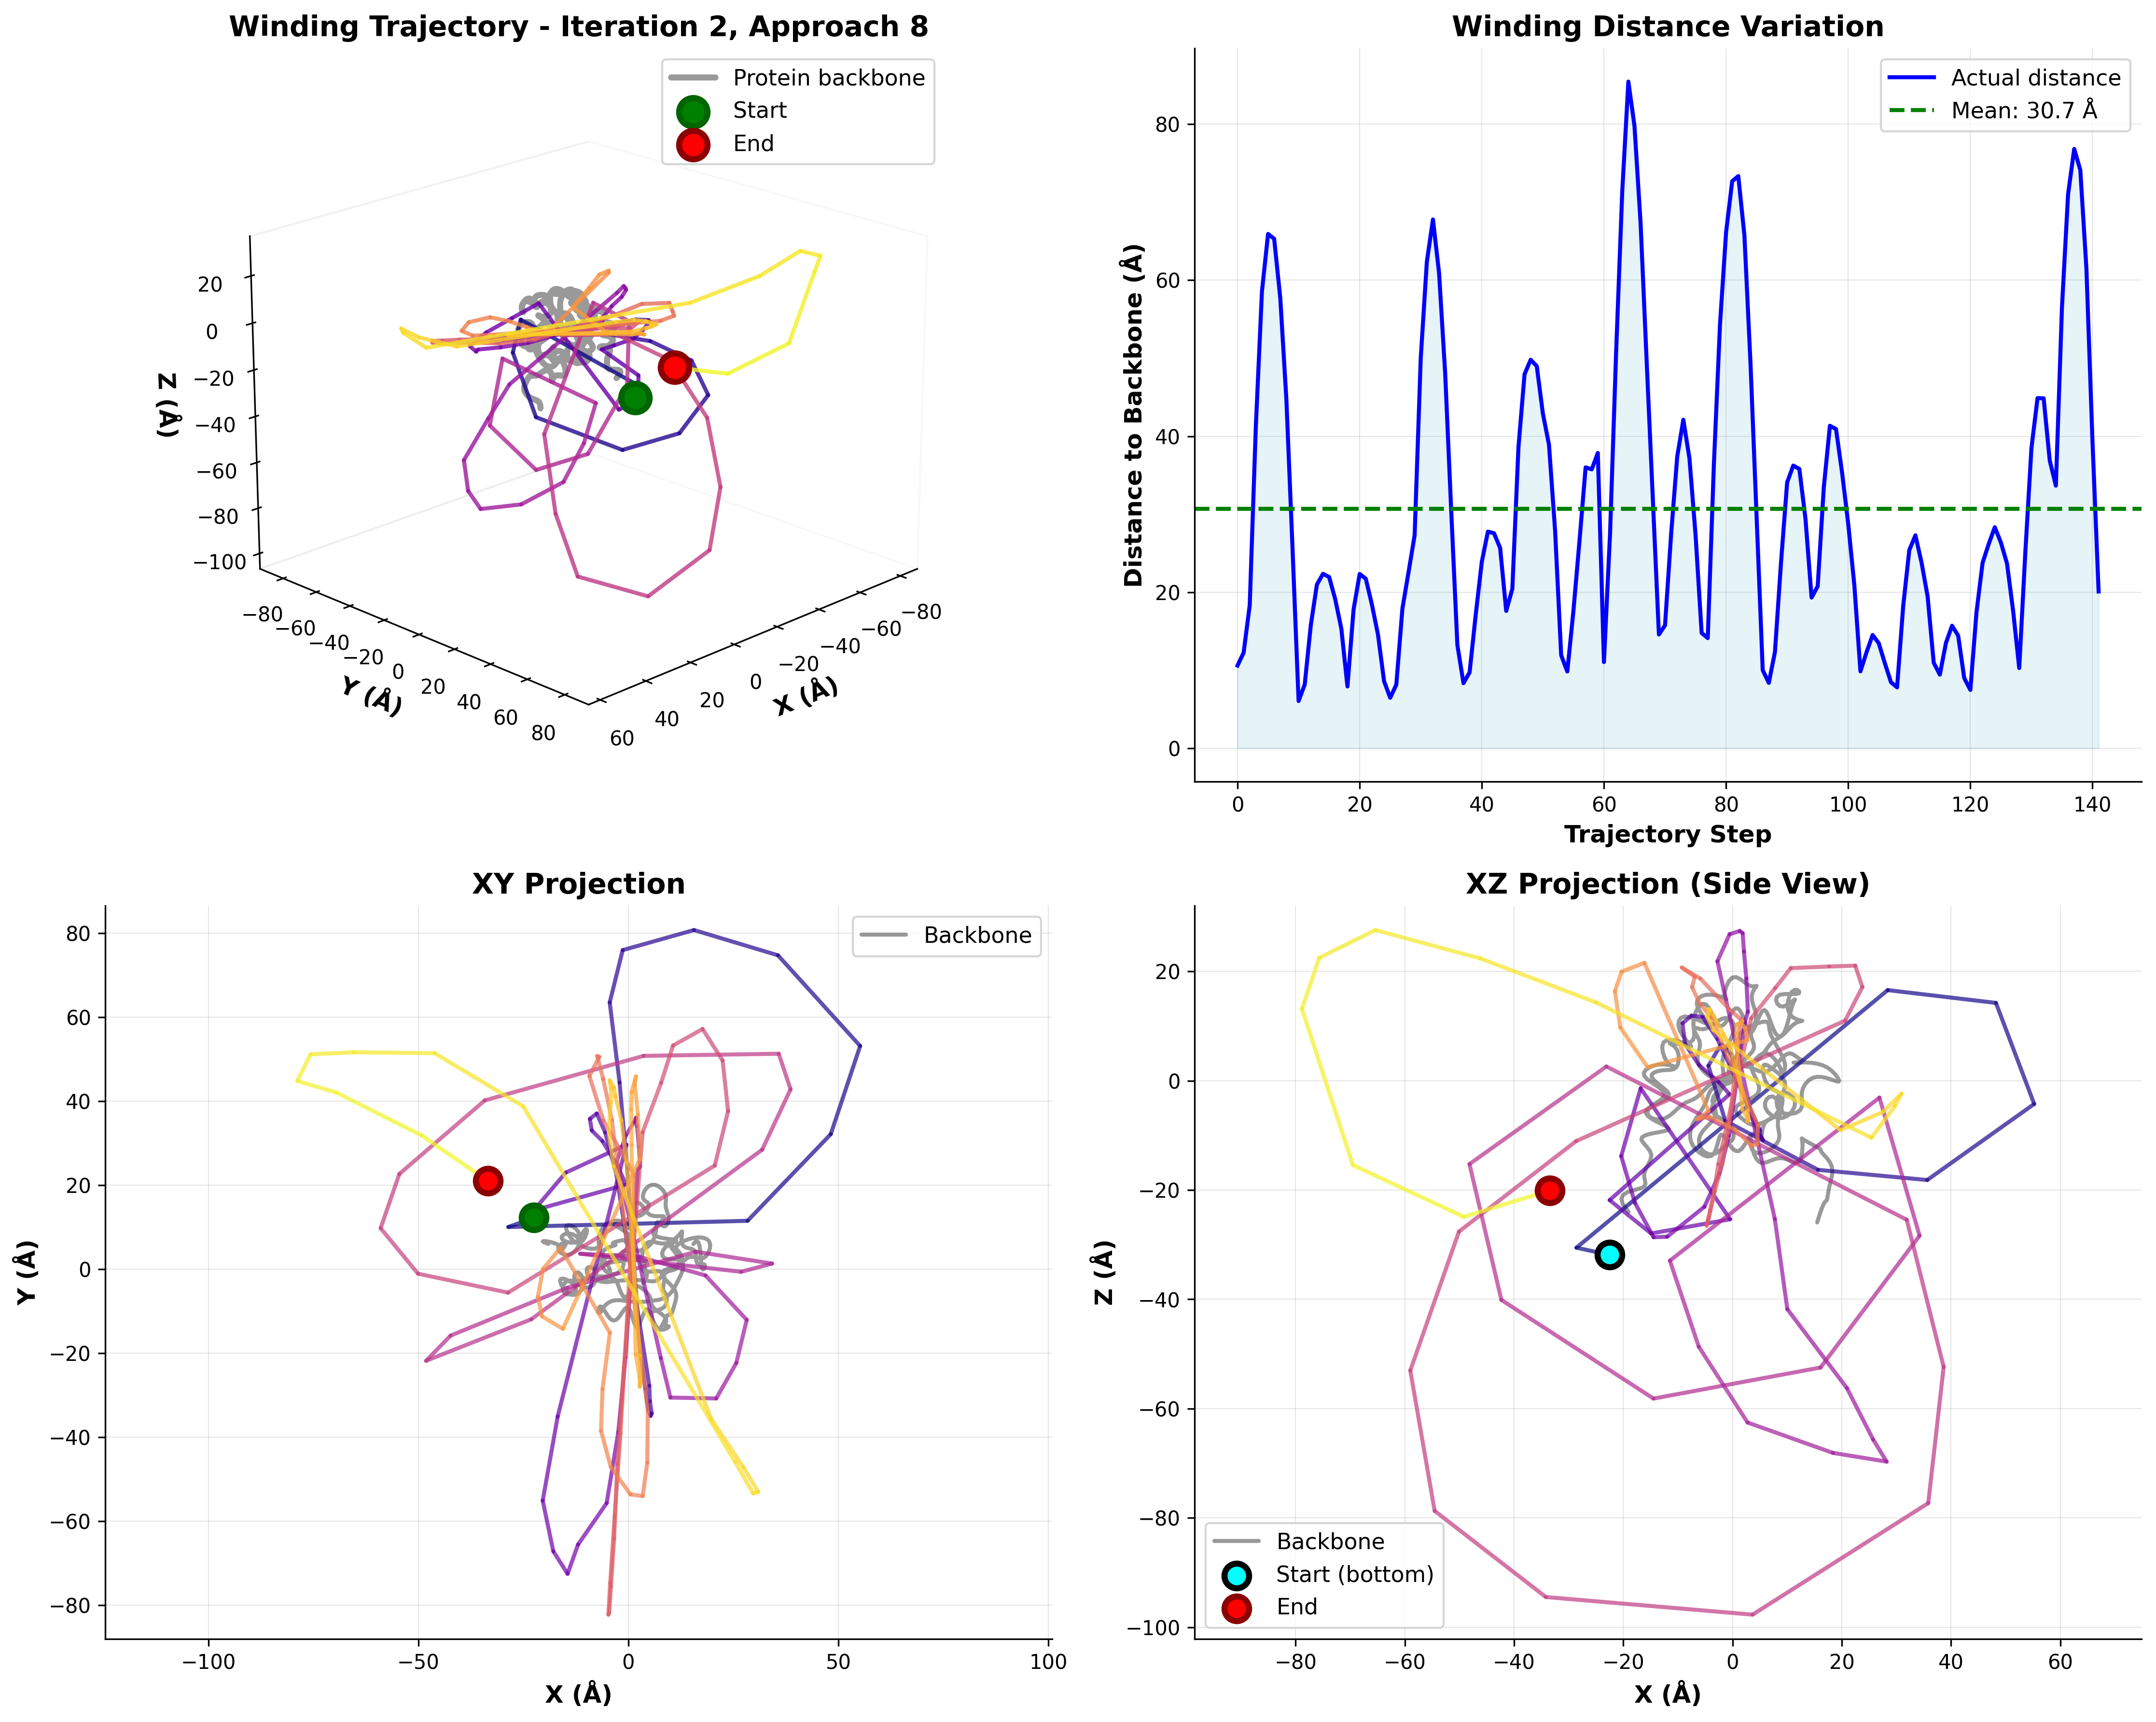 Winding Trajectory - Iteration 2, Approach 8
Protein backbone
Start
End
20
0
−20
−40
−60
−80
−100
Z (Å)
−80
−60
−40
−20
0
20
40
60
80
Y (Å)
60
40
20
0
−20
−40
−60
−80
X (Å)
Winding Distance Variation
Actual distance
Mean: 30.7 Å
80
60
40
20
0
Distance to Backbone (Å)
0 20 40 60 80 100 120 140
Trajectory Step
XY Projection
Backbone
80
60
40
20
0
−20
−40
−60
−80
Y (Å)
−100 −50 0 50 100
X (Å)
XZ Projection (Side View)
20
0
−20
−40
−60
−80
−100
Z (Å)
Backbone
Start (bottom)
End
−80 −60 −40 −20 0 20 40 60
X (Å)